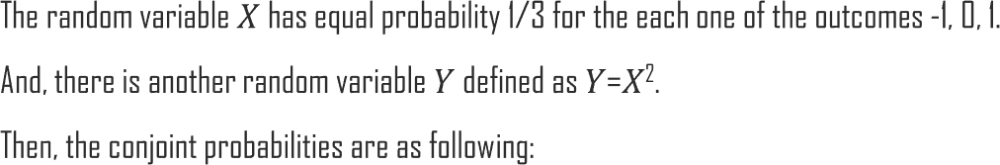 The random variable X has equal probability 1/3 for the each one of the outcomes -1, 0, 1.
And, there is another random variable Y defined as Y=X².
Then, the conjoint probabilities are as following: